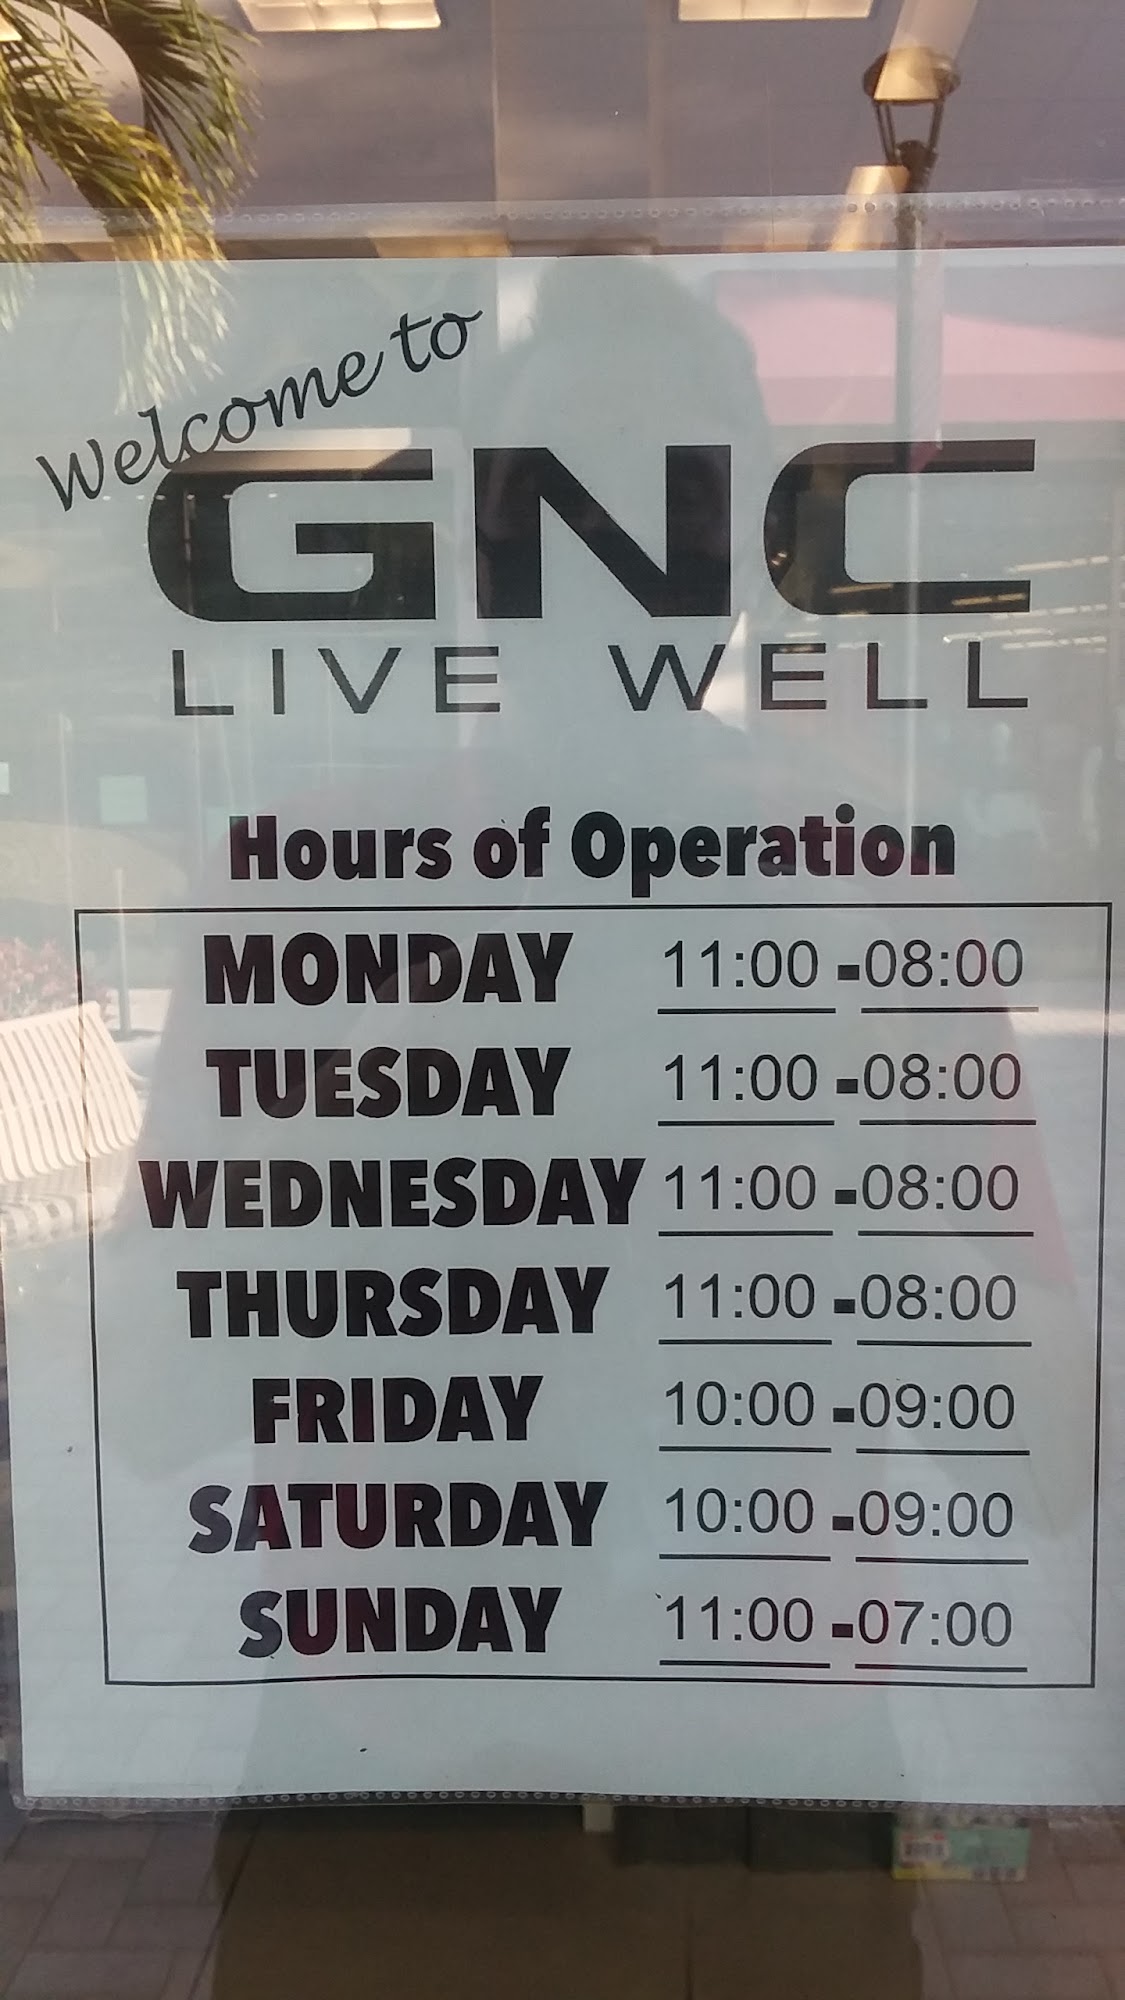 Welcome to
GNC
LIVE WELL
Hours of Operation
MONDAY 11:00 - 08:00
TUESDAY 11:00 - 08:00
WEDNESDAY 11:00 - 08:00
THURSDAY 11:00 - 08:00
FRIDAY 10:00 - 09:00
SATURDAY 10:00 - 09:00
SUNDAY 11:00 - 07:00